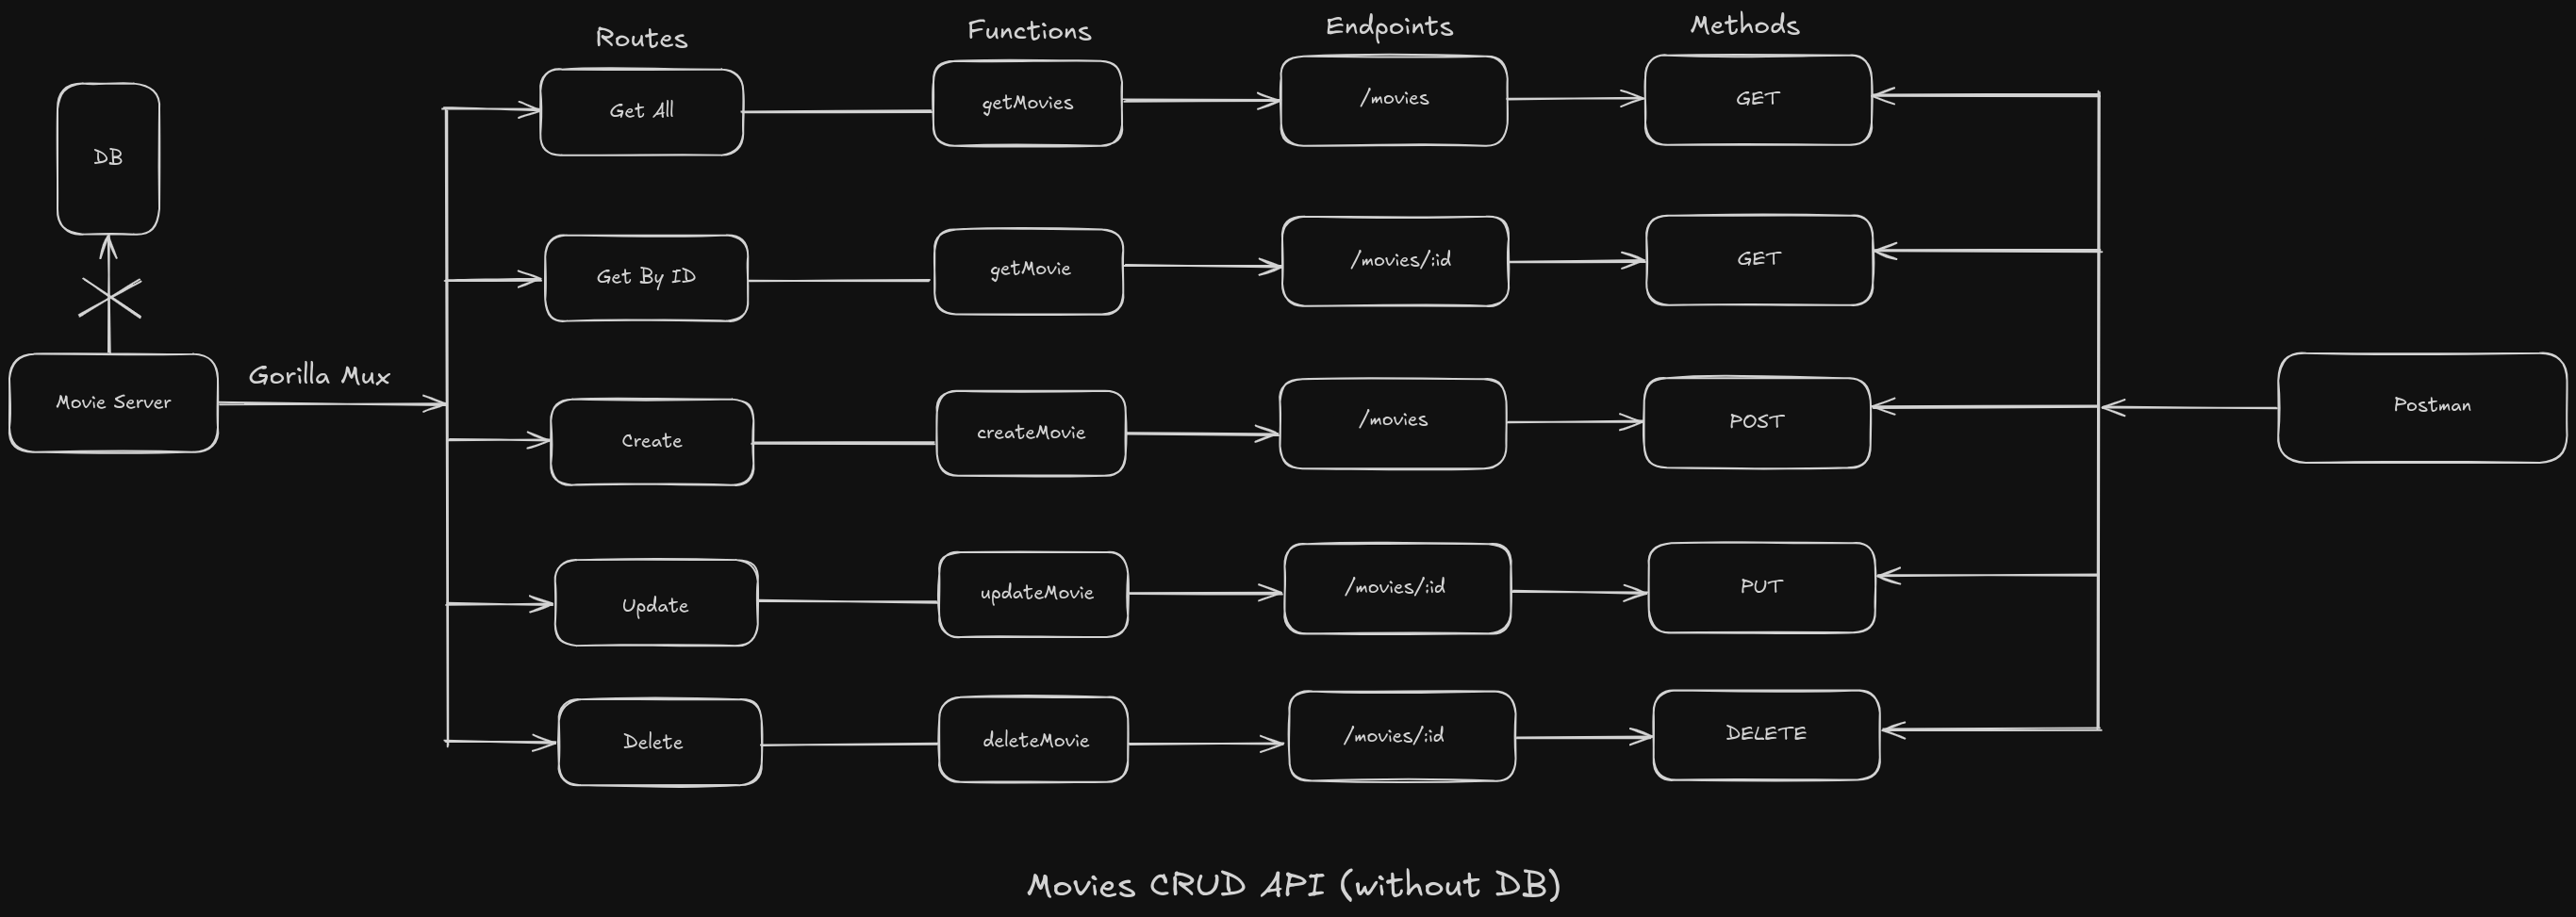 Routes
Functions
Endpoints
Methods
DB
Movie Server
Gorilla Mux
Get All
getMovies
/movies
GET
Get By ID
getMovie
/movies/:id
GET
Create
createMovie
/movies
POST
Update
updateMovie
/movies/:id
PUT
Delete
deleteMovie
/movies/:id
DELETE
Postman
Movies CRUD API (without DB)